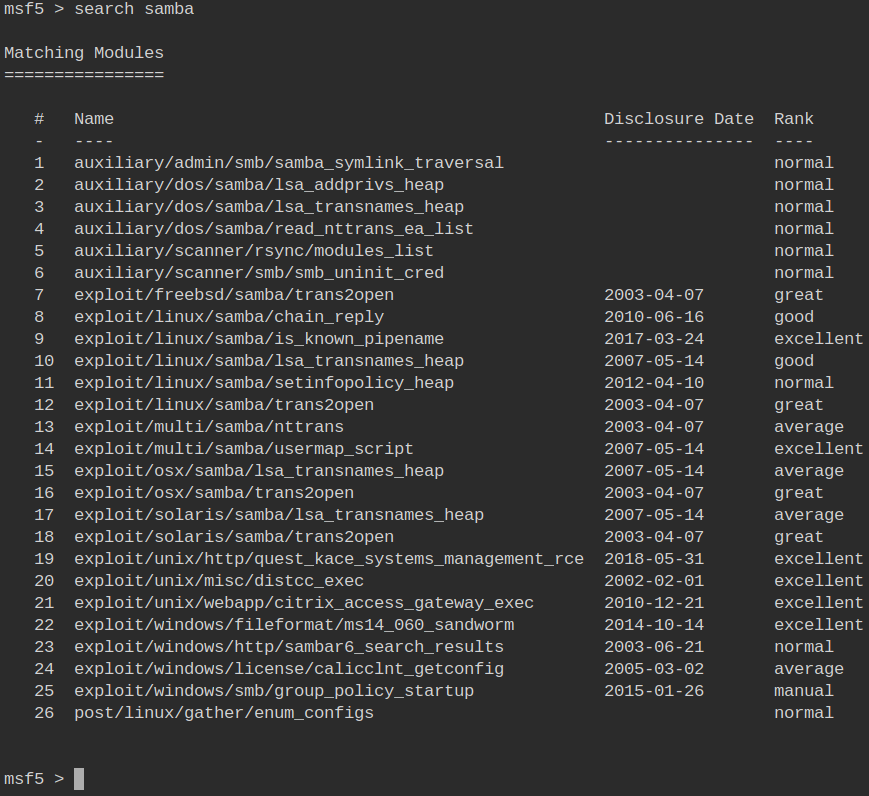 msf5 > search samba
Matching Modules
================
#   Name   Disclosure Date   Rank
-   ----   ---------------   ----
1   auxiliary/admin/smb/samba_symlink_traversal   normal
2   auxiliary/dos/samba/lsa_addprivs_heap   normal
3   auxiliary/dos/samba/lsa_transnames_heap   normal
4   auxiliary/dos/samba/read_nttrans_ea_list   normal
5   auxiliary/scanner/rsync/modules_list   normal
6   auxiliary/scanner/smb/smb_uninit_cred   normal
7   exploit/freebsd/samba/trans2open   2003-04-07   great
8   exploit/linux/samba/chain_reply   2010-06-16   good
9   exploit/linux/samba/is_known_pipename   2017-03-24   excellent
10   exploit/linux/samba/lsa_transnames_heap   2007-05-14   good
11   exploit/linux/samba/setinfopolicy_heap   2012-04-10   normal
12   exploit/linux/samba/trans2open   2003-04-07   great
13   exploit/multi/samba/nttrans   2003-04-07   average
14   exploit/multi/samba/usermap_script   2007-05-14   excellent
15   exploit/osx/samba/lsa_transnames_heap   2007-05-14   average
16   exploit/osx/samba/trans2open   2003-04-07   great
17   exploit/solaris/samba/lsa_transnames_heap   2007-05-14   average
18   exploit/solaris/samba/trans2open   2003-04-07   great
19   exploit/unix/http/quest_kace_systems_management_rce   2018-05-31   excellent
20   exploit/unix/misc/distcc_exec   2002-02-01   excellent
21   exploit/unix/webapp/citrix_access_gateway_exec   2010-12-21   excellent
22   exploit/windows/fileformat/ms14_060_sandworm   2014-10-14   excellent
23   exploit/windows/http/sambar6_search_results   2003-06-21   normal
24   exploit/windows/license/calicclnt_getconfig   2005-03-02   average
25   exploit/windows/smb/group_policy_startup   2015-01-26   manual
26   post/linux/gather/enum_configs   normal
msf5 >